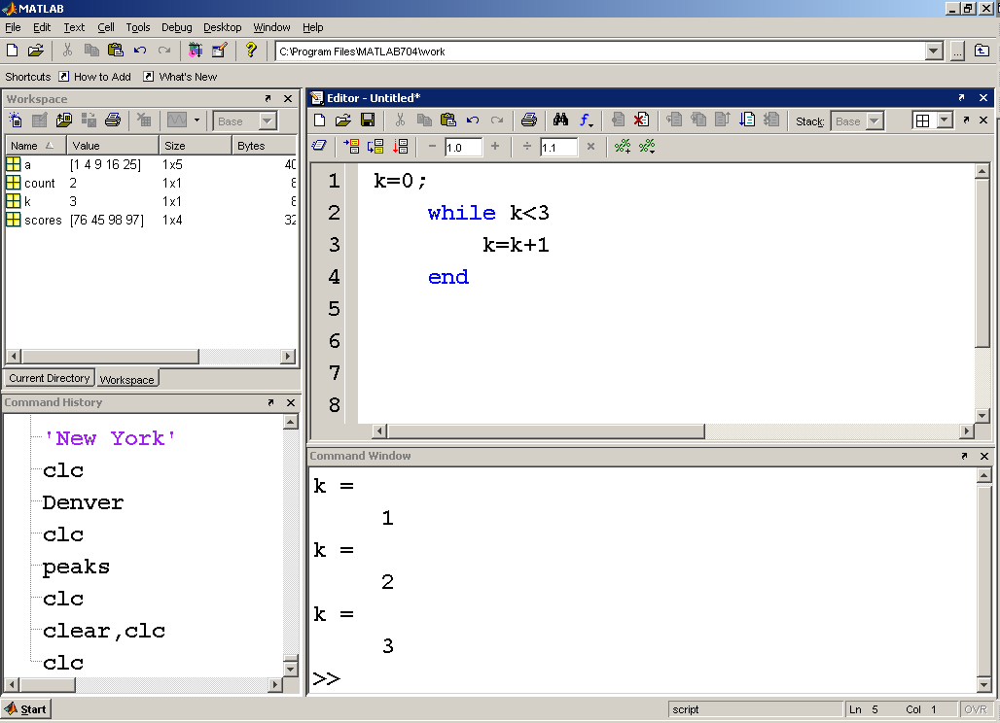 MATLAB
File Edit Text Cell Tools Debug Desktop Window Help
C:\Program Files\MATLAB704\work
...
Shortcuts How to Add What's New
Workspace
Base
Name Value Size Bytes
a [1 4 9 16 25] 1x5 40
count 2 1x1 8
k 3 1x1 8
scores [76 45 98 97] 1x4 32
Current Directory Workspace
Command History
'New York'
clc
Denver
clc
peaks
clc
clear,clc
clc
Editor - Untitled*
Stack: Base
− 1.0 + ÷ 1.1 ×
1 k=0;
2 while k<3
3 k=k+1
4 end
5
6
7
8
Command Window
k =
1
k =
2
k =
3
>>
Start
script Ln 5 Col 1 OVR